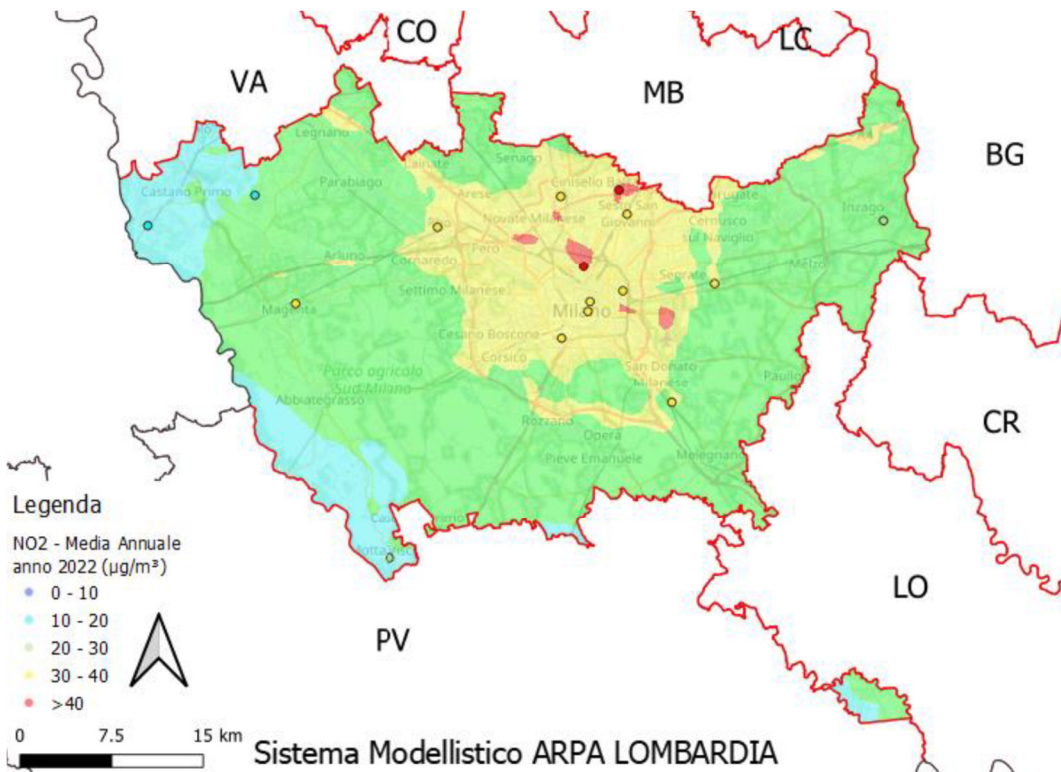 CO
LC
VA
MB
BG
Legnano
Senago
Castano Primo
Parabiago
Arese
Novate Milanese
Sesto San
Giovanni
Cernusco
sul Naviglio
Inzago
Pero
Arluno
Cornaredo
Melzo
Settimo Milanese
Segrate
Magenta
Milano
Cesano Boscone
Corsico
Parco agricolo
Sud Milano
San Donato
Milanese
Paullo
Abbiategrasso
Rozzano
Opera
Pieve Emanuele
Melegnano
CR
LO
PV
Legenda
NO2 - Media Annuale
anno 2022 (µg/m³)
0 - 10
10 - 20
20 - 30
30 - 40
>40
0 7.5 15 km
Sistema Modellistico ARPA LOMBARDIA